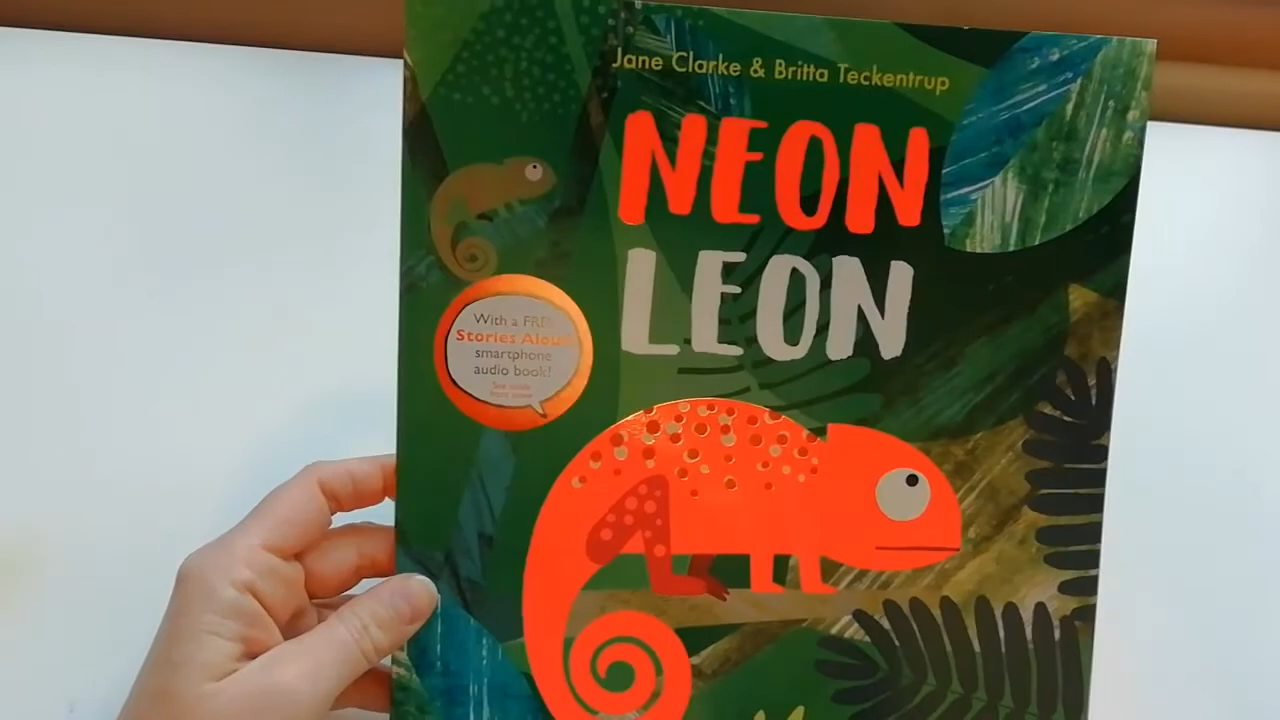 Jane Clarke & Britta Teckentrup
NEON
LEON
With a FREE
Stories Aloud
smartphone
audio book!